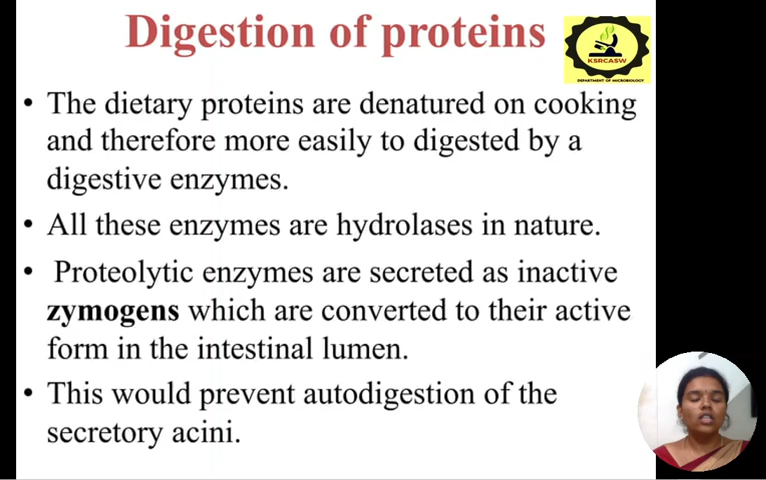 Digestion of proteins
KSRCASW
DEPARTMENT OF MICROBIOLOGY
• The dietary proteins are denatured on cooking
and therefore more easily to digested by a
digestive enzymes.
• All these enzymes are hydrolases in nature.
• Proteolytic enzymes are secreted as inactive
zymogens which are converted to their active
form in the intestinal lumen.
• This would prevent autodigestion of the
secretory acini.